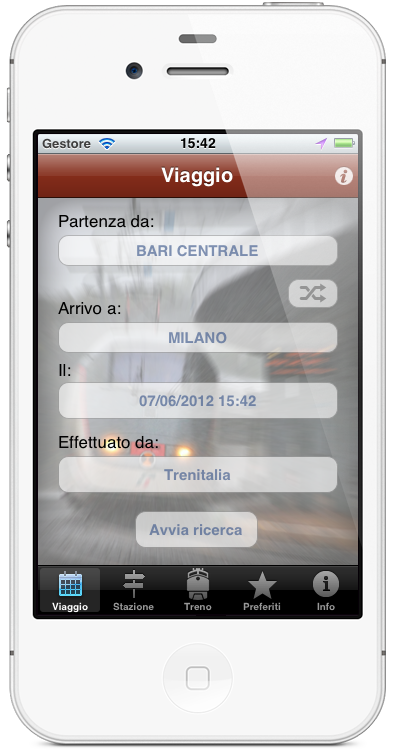 Gestore 15:42
Viaggio
Partenza da:
BARI CENTRALE
Arrivo a:
MILANO
Il:
07/06/2012 15:42
Effettuato da:
Trenitalia
Avvia ricerca
Viaggio Stazione Treno Preferiti Info